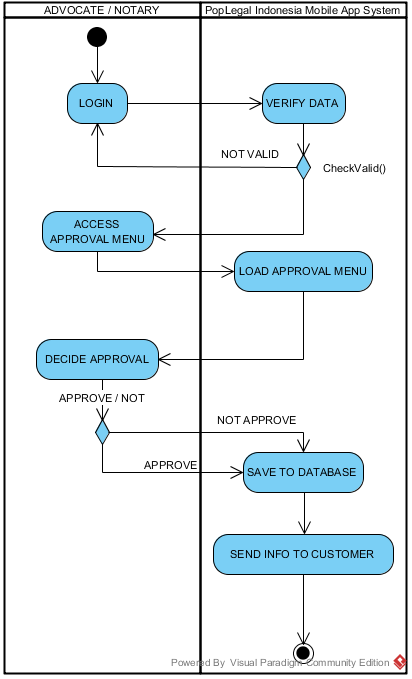 ADVOCATE / NOTARY
PopLegal Indonesia Mobile App System
LOGIN
VERIFY DATA
NOT VALID
CheckValid()
ACCESS
APPROVAL MENU
LOAD APPROVAL MENU
DECIDE APPROVAL
APPROVE / NOT
NOT APPROVE
APPROVE
SAVE TO DATABASE
SEND INFO TO CUSTOMER
Powered By Visual Paradigm Community Edition